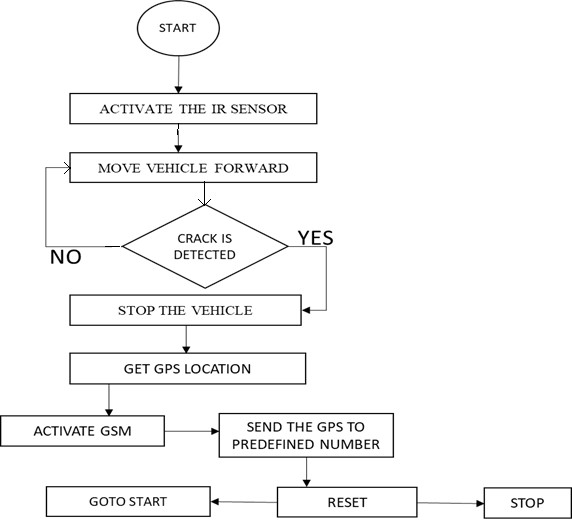 START
ACTIVATE THE IR SENSOR
MOVE VEHICLE FORWARD
CRACK IS
DETECTED
YES
NO
STOP THE VEHICLE
GET GPS LOCATION
ACTIVATE GSM
SEND THE GPS TO
PREDEFINED NUMBER
GOTO START
RESET
STOP